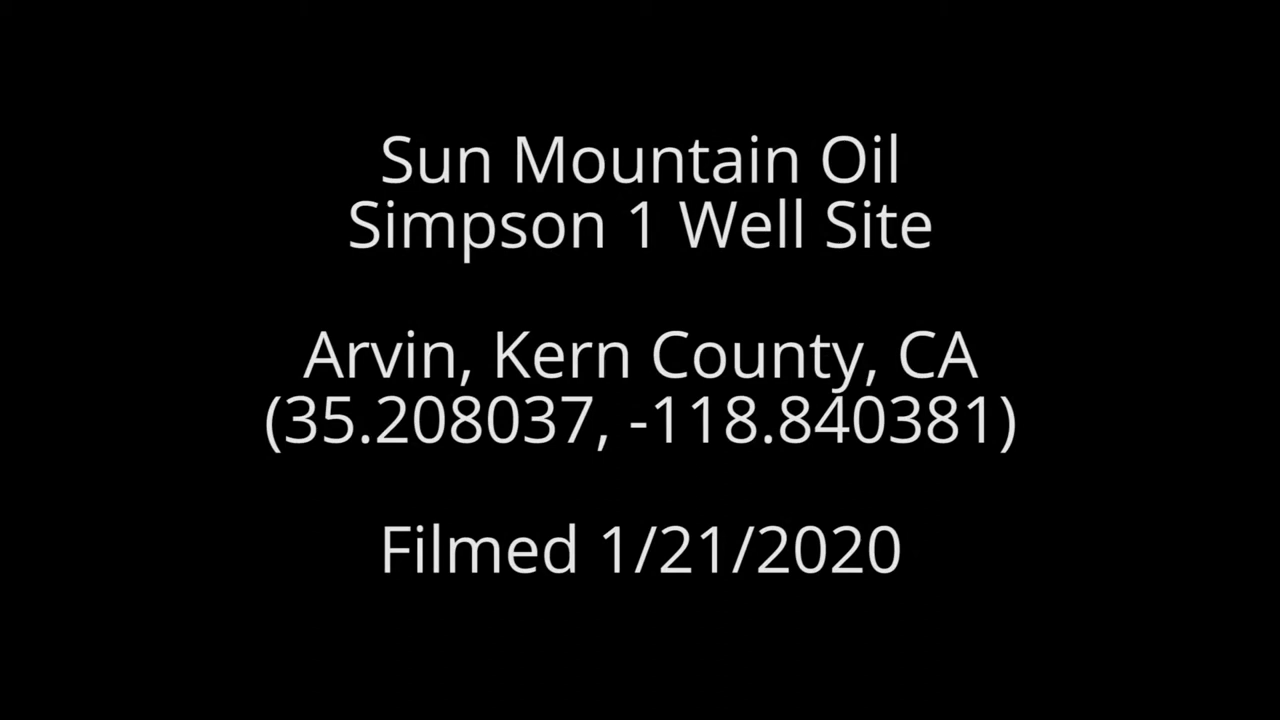 Sun Mountain Oil
Simpson 1 Well Site
Arvin, Kern County, CA
(35.208037, -118.840381)
Filmed 1/21/2020